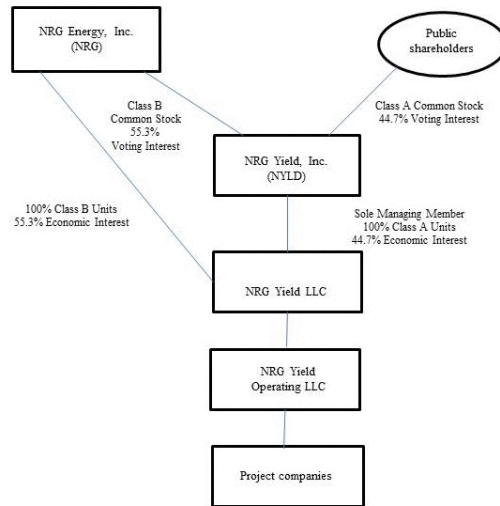 NRG Energy, Inc.
(NRG)
Public
shareholders
Class B
Common Stock
55.3%
Voting Interest
Class A Common Stock
44.7% Voting Interest
NRG Yield, Inc.
(NYLD)
100% Class B Units
55.3% Economic Interest
Sole Managing Member
100% Class A Units
44.7% Economic Interest
NRG Yield LLC
NRG Yield
Operating LLC
Project companies